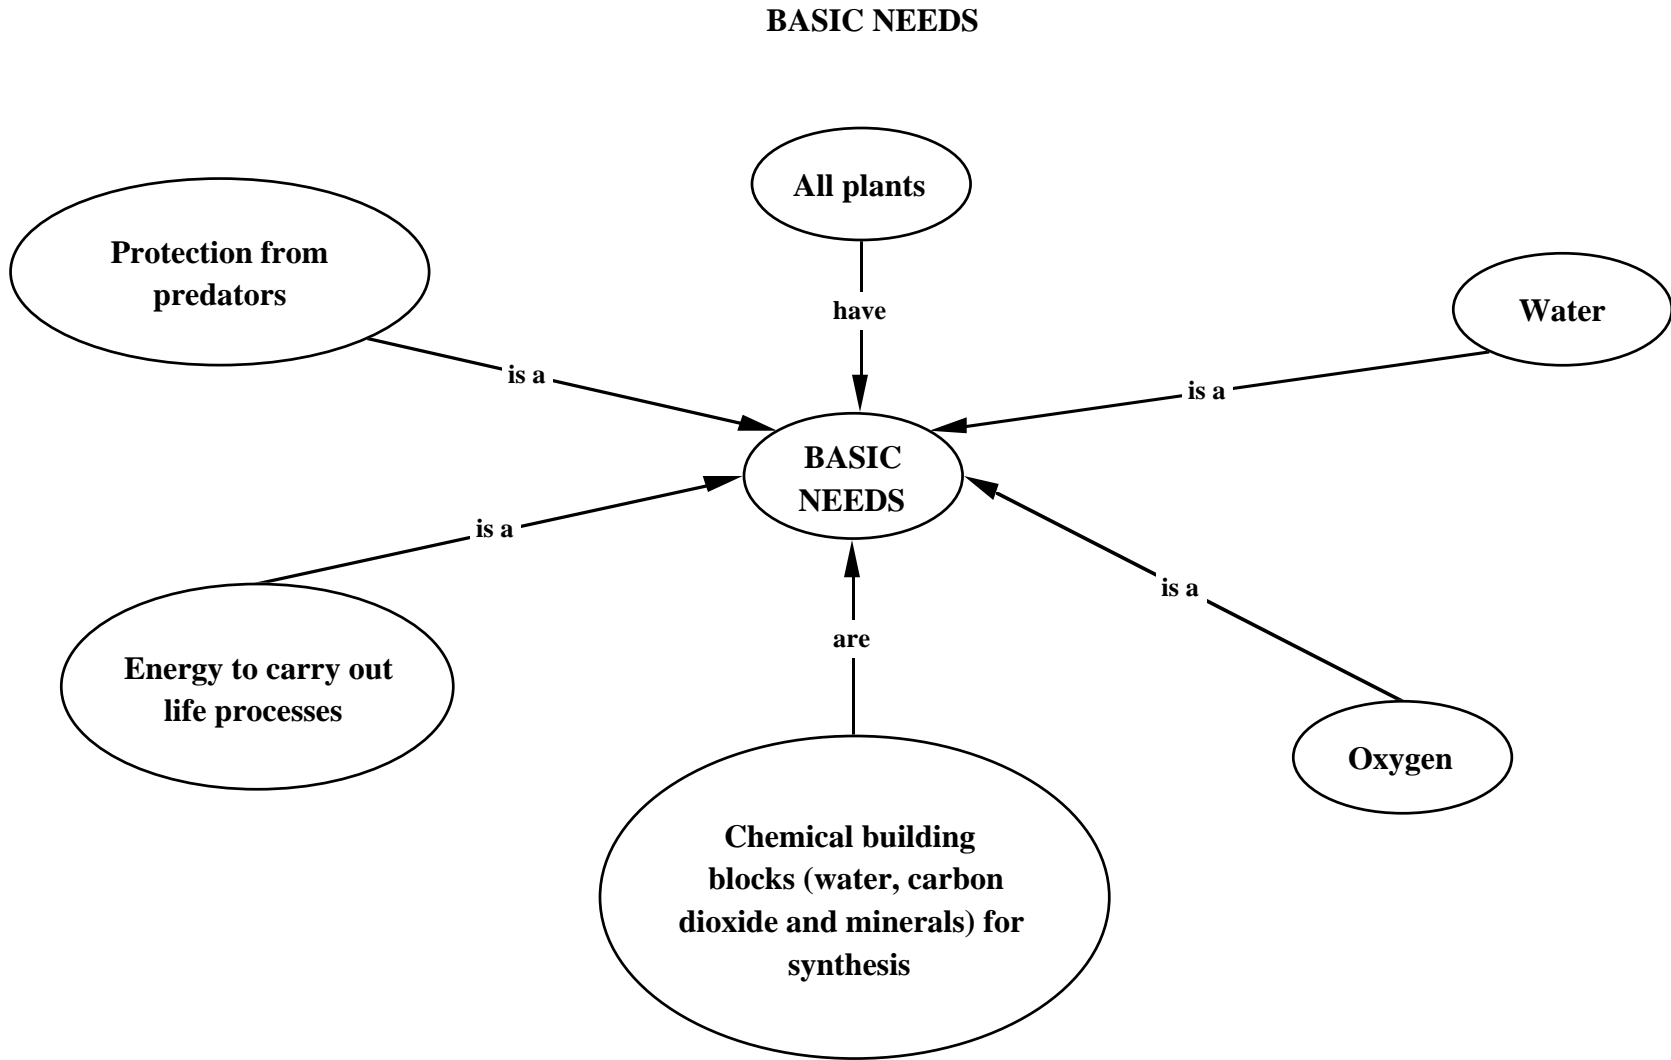 BASIC NEEDS
All plants
Protection from
predators
Water
have
is a
is a
BASIC
NEEDS
is a
is a
are
Energy to carry out
life processes
Oxygen
Chemical building
blocks (water, carbon
dioxide and minerals) for
synthesis